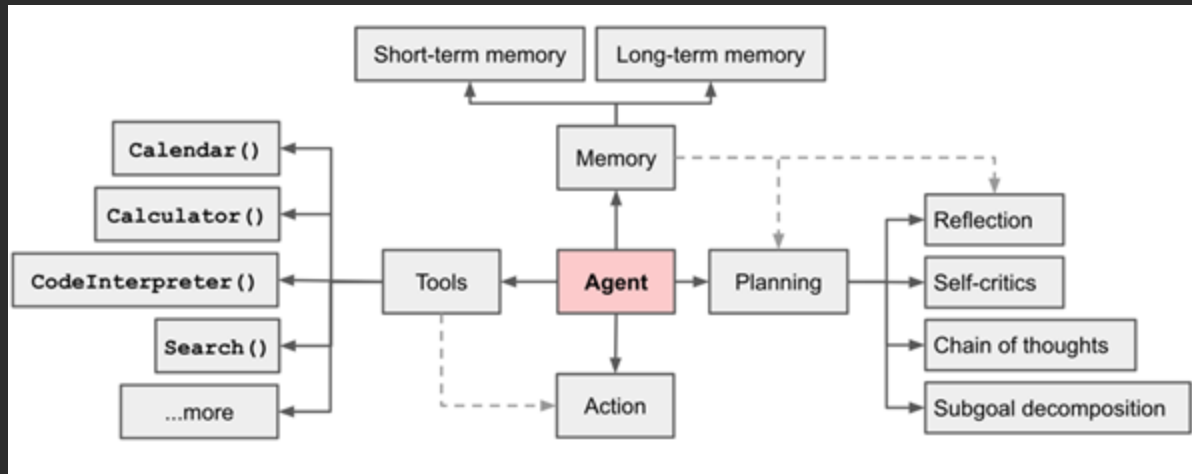 Short-term memory
Long-term memory
Calendar()
Memory
Calculator()
Reflection
CodeInterpreter()
Tools
Agent
Planning
Self-critics
Search()
Chain of thoughts
...more
Action
Subgoal decomposition